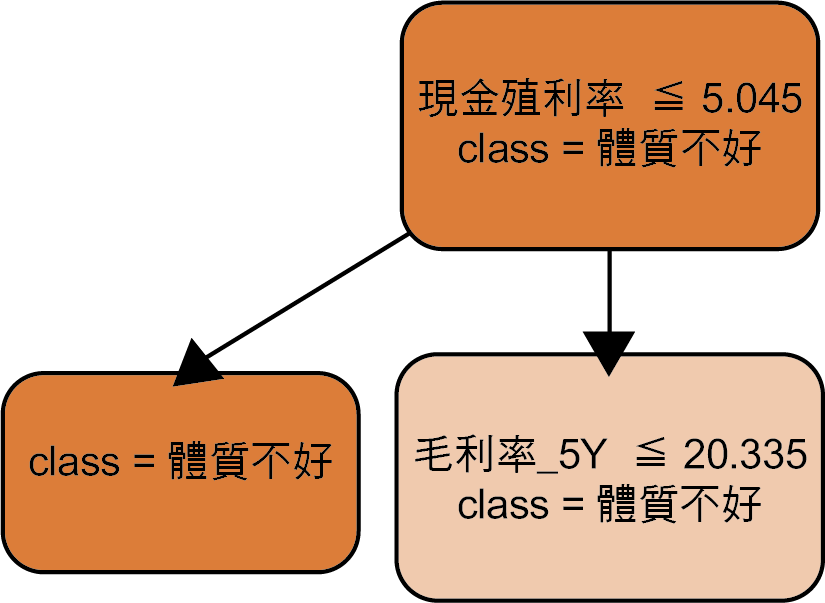 現金殖利率 ≦ 5.045
class = 體質不好
class = 體質不好
毛利率_5Y ≦ 20.335
class = 體質不好